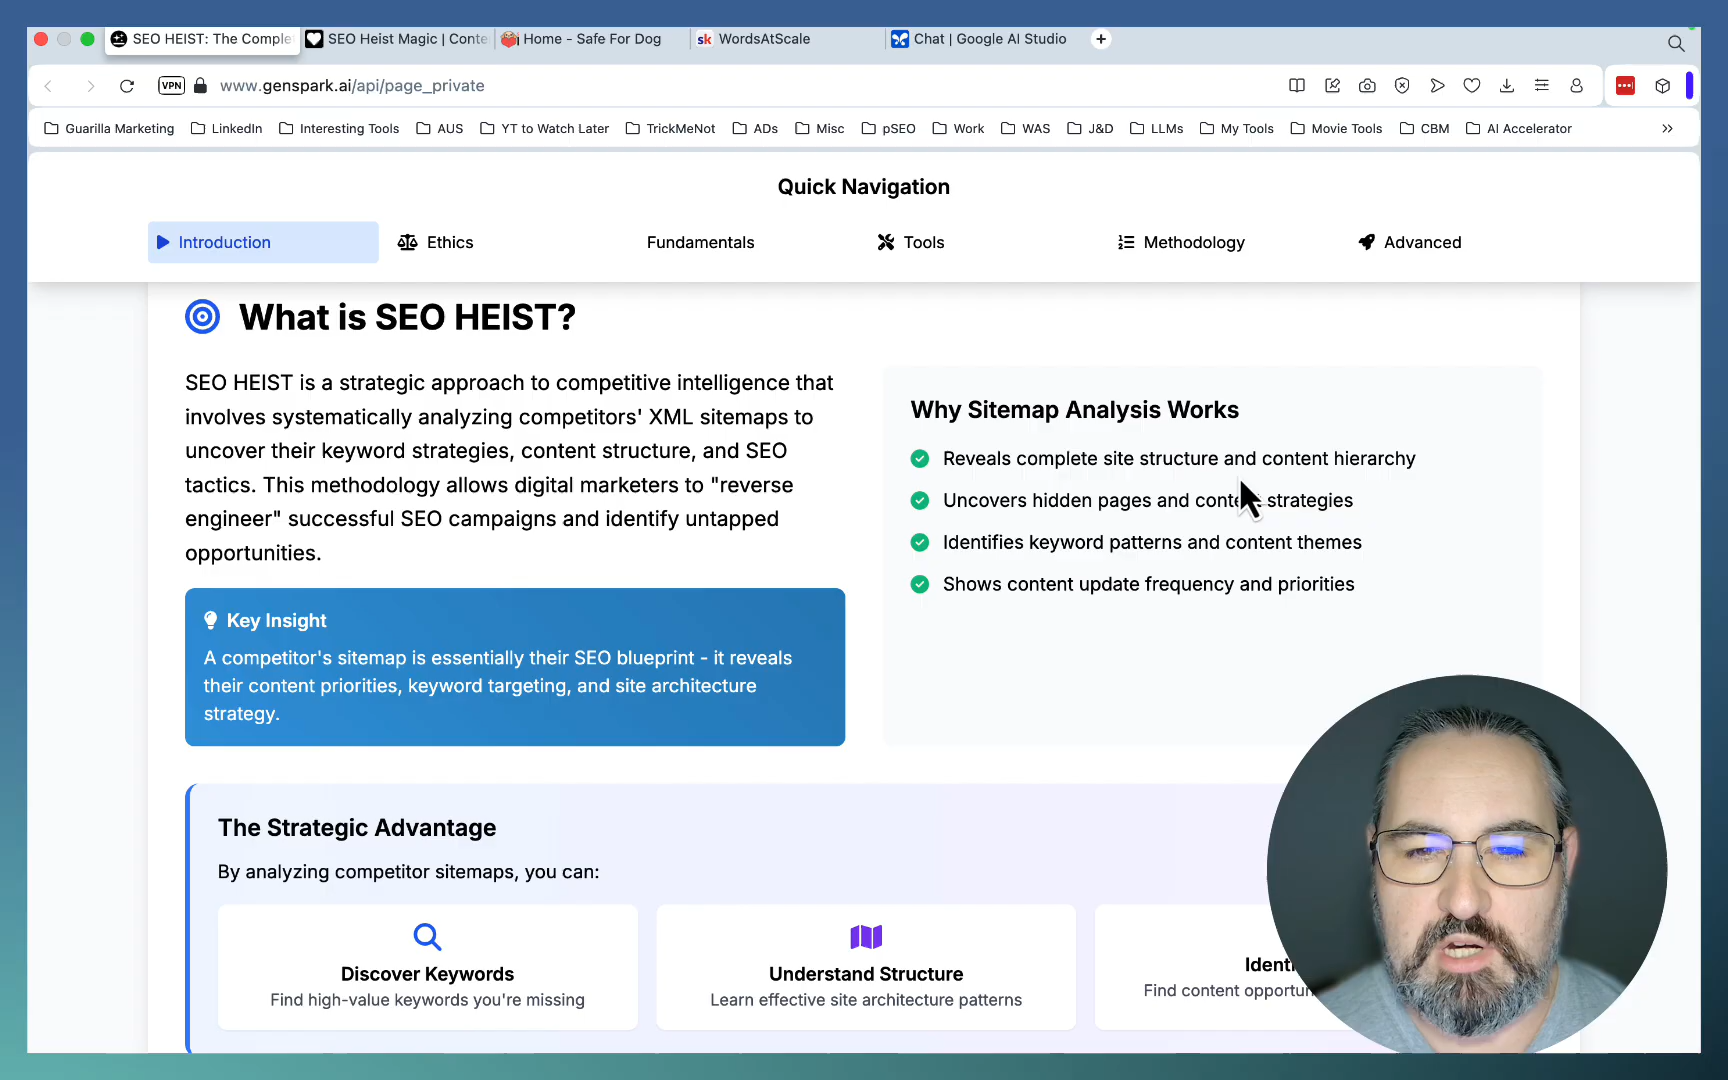 SEO HEIST: The Comple
SEO Heist Magic | Conte
Home - Safe For Dog
sk WordsAtScale
Chat | Google AI Studio
VPN
www.genspark.ai/api/page_private
Guarilla Marketing
LinkedIn
Interesting Tools
AUS
YT to Watch Later
TrickMeNot
ADs
Misc
pSEO
Work
WAS
J&D
LLMs
My Tools
Movie Tools
CBM
AI Accelerator
Quick Navigation
Introduction
Ethics
Fundamentals
Tools
Methodology
Advanced
What is SEO HEIST?
SEO HEIST is a strategic approach to competitive intelligence that
involves systematically analyzing competitors' XML sitemaps to
uncover their keyword strategies, content structure, and SEO
tactics. This methodology allows digital marketers to "reverse
engineer" successful SEO campaigns and identify untapped
opportunities.
Key Insight
A competitor's sitemap is essentially their SEO blueprint - it reveals
their content priorities, keyword targeting, and site architecture
strategy.
Why Sitemap Analysis Works
Reveals complete site structure and content hierarchy
Uncovers hidden pages and conte strategies
Identifies keyword patterns and content themes
Shows content update frequency and priorities
The Strategic Advantage
By analyzing competitor sitemaps, you can:
Discover Keywords
Find high-value keywords you're missing
Understand Structure
Learn effective site architecture patterns
Identi
Find content opportun